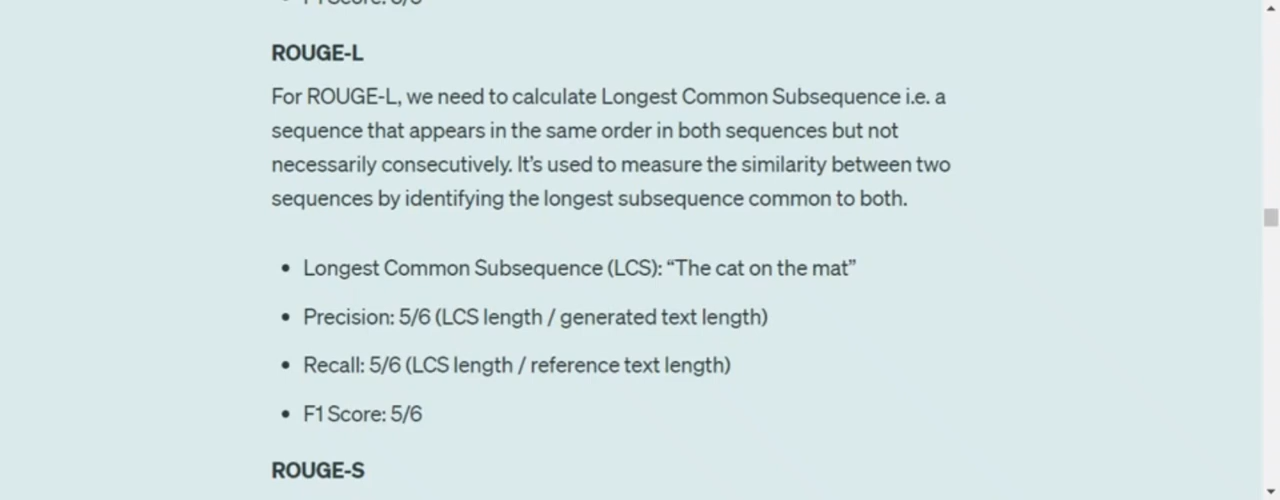 ROUGE-L
For ROUGE-L, we need to calculate Longest Common Subsequence i.e. a
sequence that appears in the same order in both sequences but not
necessarily consecutively. It’s used to measure the similarity between two
sequences by identifying the longest subsequence common to both.
• Longest Common Subsequence (LCS): “The cat on the mat”
• Precision: 5/6 (LCS length / generated text length)
• Recall: 5/6 (LCS length / reference text length)
• F1 Score: 5/6
ROUGE-S